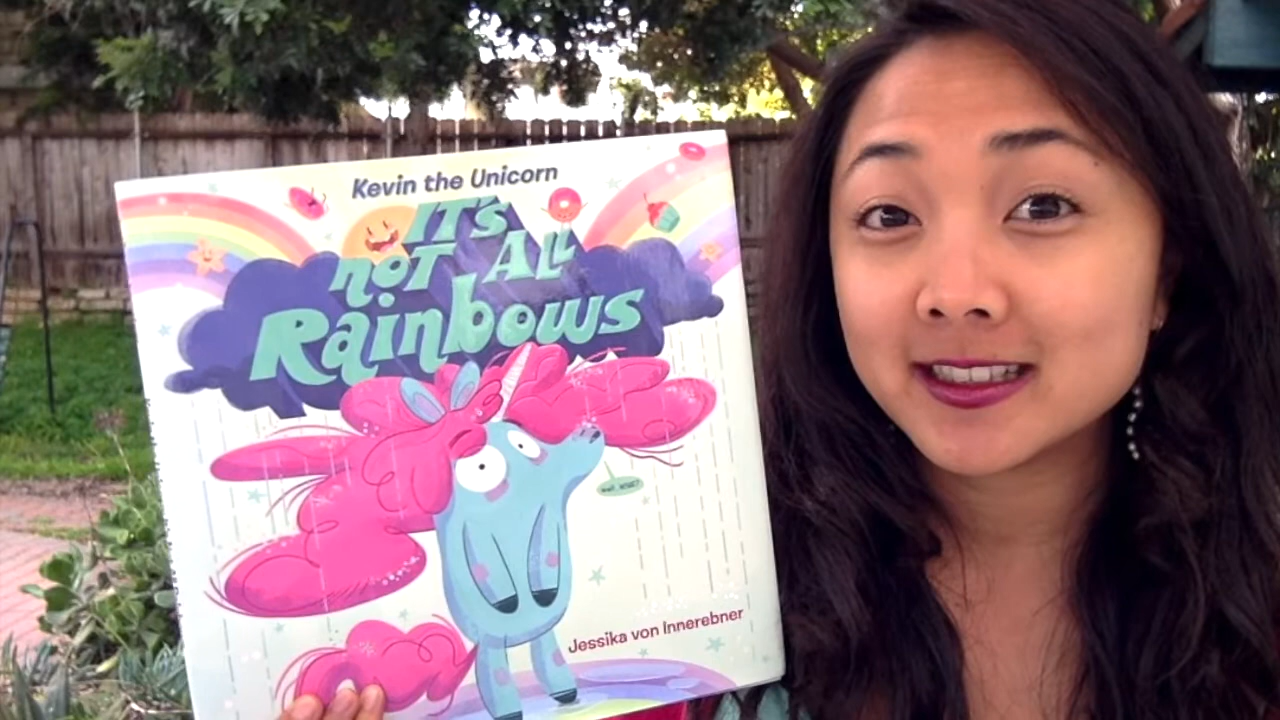 Kevin the Unicorn
IT's
noT All
Rainbows
Jessika von Innerebner